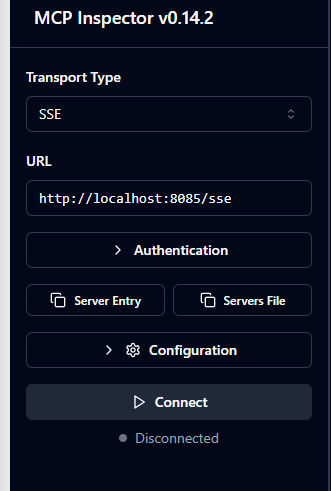 MCP Inspector v0.14.2
Transport Type
SSE
URL
http://localhost:8085/sse
Authentication
Server Entry
Servers File
Configuration
Connect
Disconnected